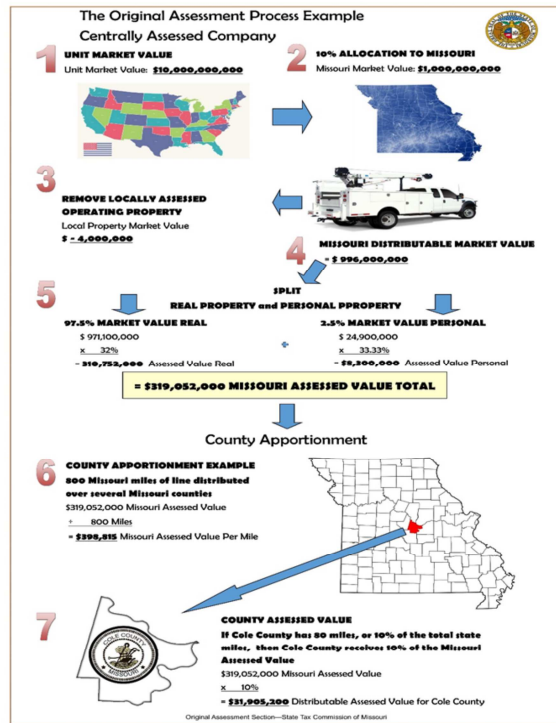 The Original Assessment Process Example
Centrally Assessed Company
1
UNIT MARKET VALUE
Unit Market Value: $10,000,000,000
2
10% ALLOCATION TO MISSOURI
Missouri Market Value: $1,000,000,000
3
REMOVE LOCALLY ASSESSED
OPERATING PROPERTY
Local Property Market Value
$ - 4,000,000
4
MISSOURI DISTRIBUTABLE MARKET VALUE
= $ 996,000,000
5
SPLIT
REAL PROPERTY and PERSONAL PPROPERTY
97.5% MARKET VALUE REAL
$ 971,100,000
x 32%
= 310,752,000 Assessed Value Real
+
2.5% MARKET VALUE PERSONAL
$ 24,900,000
x 33.33%
= $8,300,000 Assessed Value Personal
= $319,052,000 MISSOURI ASSESSED VALUE TOTAL
County Apportionment
6
COUNTY APPORTIONMENT EXAMPLE
800 Missouri miles of line distributed
over several Missouri counties
$319,052,000 Missouri Assessed Value
÷ 800 Miles
= $398,815 Missouri Assessed Value Per Mile
7
COLE COUNTY
MISSOURI
COUNTY ASSESSED VALUE
If Cole County has 80 miles, or 10% of the total state
miles, then Cole County receives 10% of the Missouri
Assessed Value
$319,052,000 Missouri Assessed Value
x 10%
= $31,905,200 Distributable Assessed Value for Cole County
Original Assessment Section—State Tax Commission of Missouri